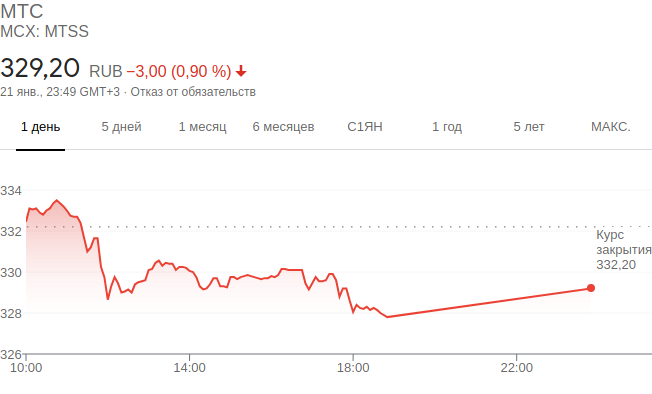 МТС
MCX: MTSS
329,20 RUB −3,00 (0,90 %)
21 янв., 23:49 GMT+3 · Отказ от обязательств
1 день 5 дней 1 месяц 6 месяцев С1ЯН 1 год 5 лет МАКС.
334
332
Курс
закрытия
332,20
330
328
326
10:00 14:00 18:00 22:00